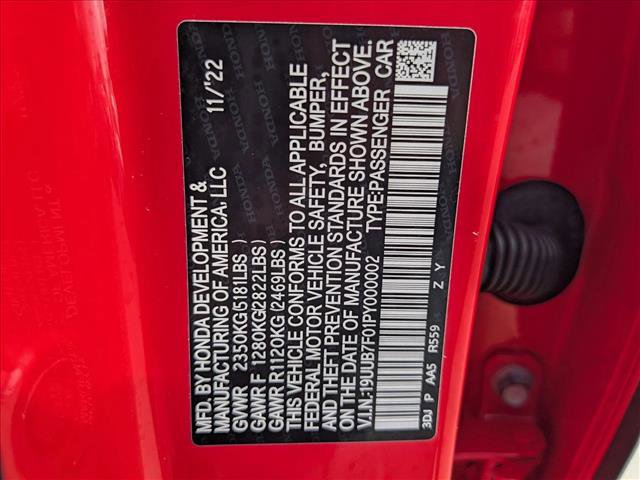 MFD. BY HONDA DEVELOPMENT & 11/'22
MANUFACTURING OF AMERICA, LLC
GVWR 2350KG(5181LBS )
GAWR F 1280KG(2822LBS )
GAWR R1120KG(2469LBS )
THIS VEHICLE CONFORMS TO ALL APPLICABLE
FEDERAL MOTOR VEHICLE SAFETY, BUMPER,
AND THEFT PREVENTION STANDARDS IN EFFECT
ON THE DATE OF MANUFACTURE SHOWN ABOVE.
V.I.N.:19UUB7F01PY000002 TYPE:PASSENGER CAR
3DJ P AA5 R559 Z Y
HONDA